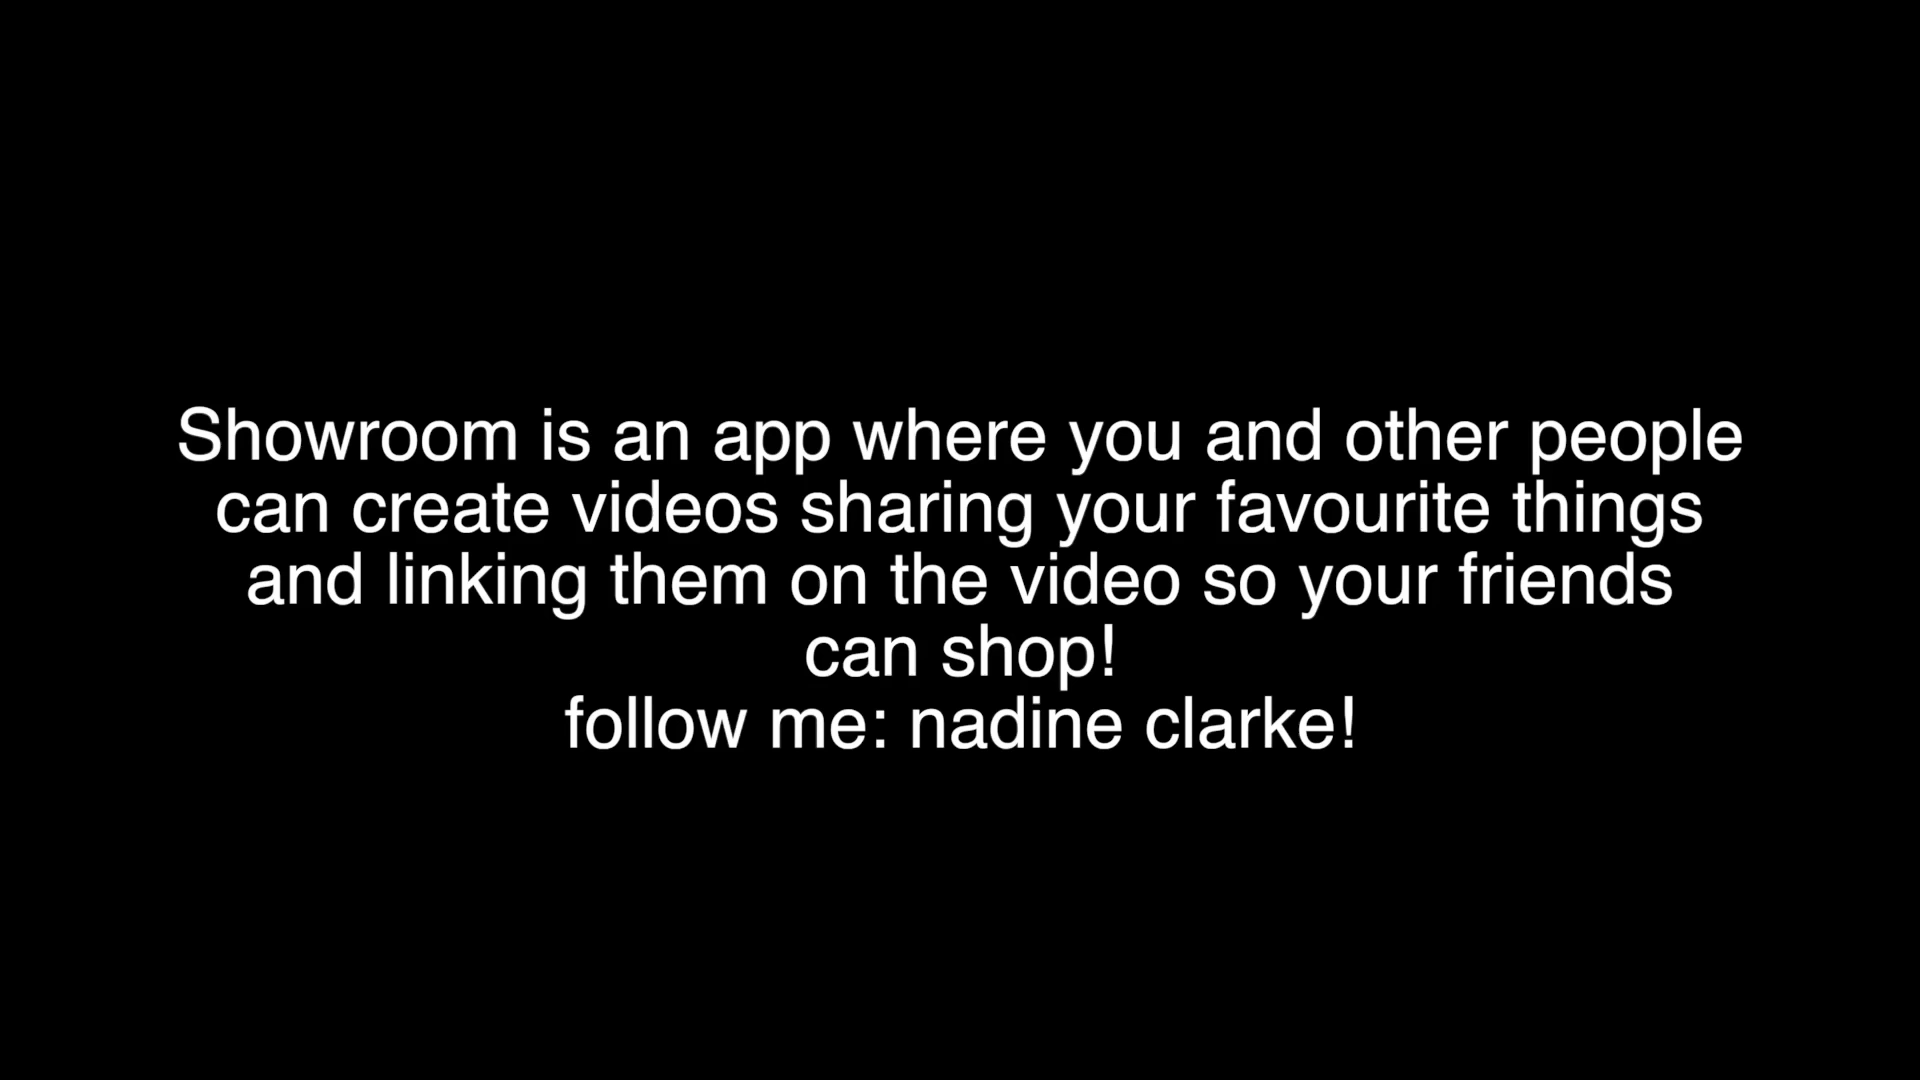 Showroom is an app where you and other people
can create videos sharing your favourite things
and linking them on the video so your friends
can shop!
follow me: nadine clarke!